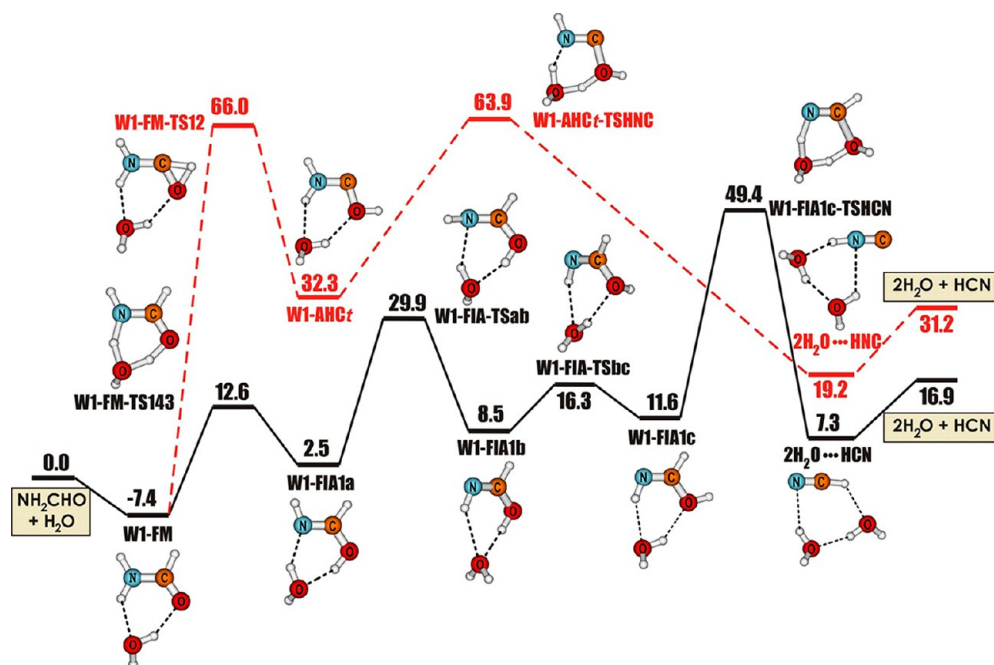 66.0
W1-FM-TS12
N C
O
O
32.3
W1-AHCt
N C
O
O
63.9
W1-AHCt-TSHNC
N C
O
O
49.4
W1-FIA1c-TSHCN
N C
O
O
2H2O + HCN
31.2
2H2O···HNC
19.2
N C
O
O
W1-FM-TS143
N C
O
O
12.6
29.9
W1-FIA-TSab
N C
O
O
W1-FIA-TSbc
16.3
N C
O
O
0.0
NH2CHO
+ H2O
-7.4
W1-FM
N C
O
O
2.5
W1-FIA1a
N C
O
O
8.5
W1-FIA1b
N C
O
O
11.6
W1-FIA1c
N C
O
O
7.3
2H2O···HCN
N C
O
O
16.9
2H2O + HCN